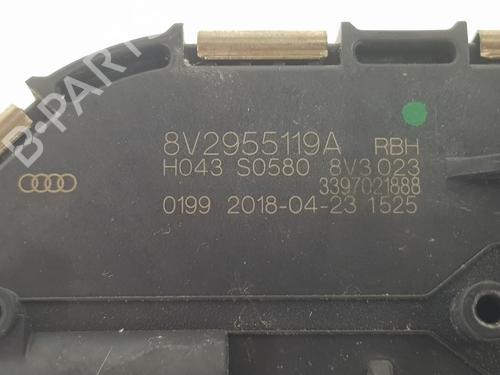 B-PARTS
8V2955119A RBH
H043 S0580 8V3 023
3397021888
0199 2018-04-23 1525